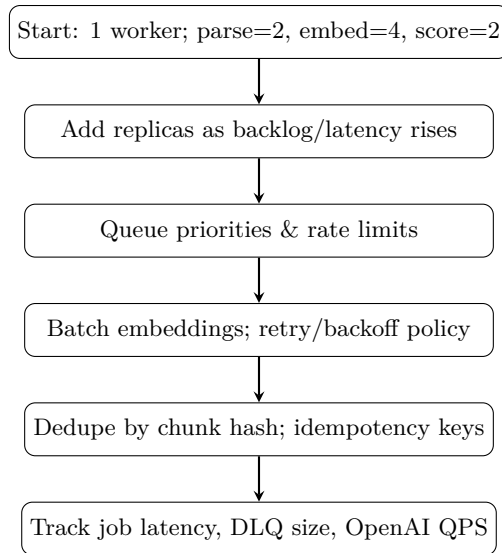 Start: 1 worker; parse=2, embed=4, score=2
Add replicas as backlog/latency rises
Queue priorities & rate limits
Batch embeddings; retry/backoff policy
Dedupe by chunk hash; idempotency keys
Track job latency, DLQ size, OpenAI QPS